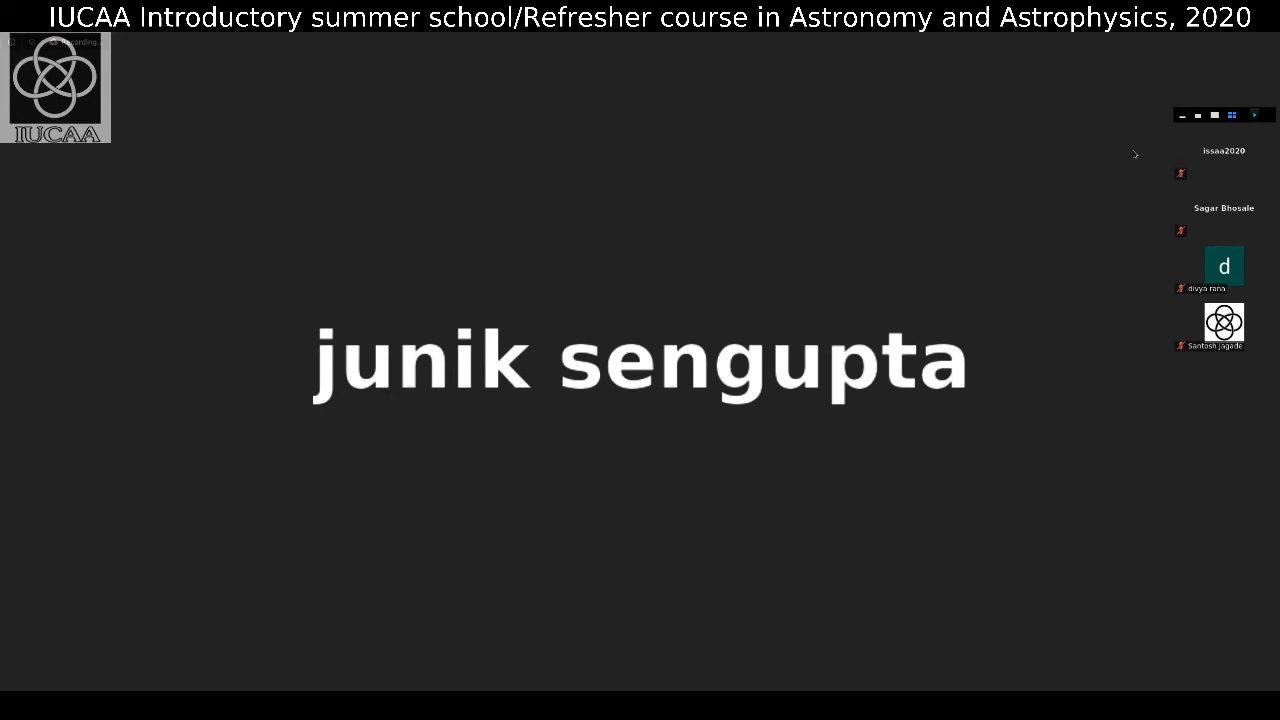 IUCAA Introductory summer school/Refresher course in Astronomy and Astrophysics, 2020
Recording...
IUCAA
issaa2020
Sagar Bhosale
d
divya rana
Santosh Jagade
junik sengupta